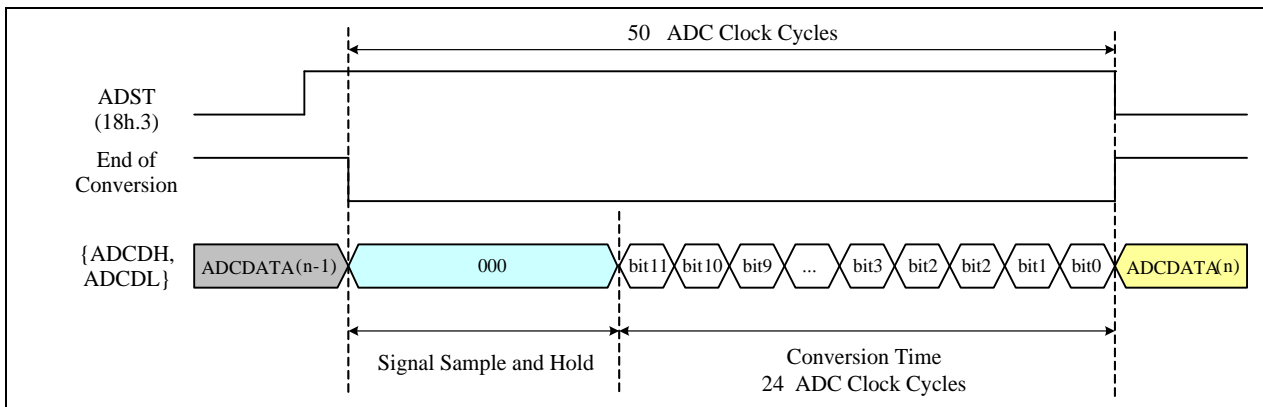 50 ADC Clock Cycles
ADST
(18h.3)
End of
Conversion
{ADCDH,
ADCDL}
ADCDATA(n-1)
000
bit11
bit10
bit9
...
bit3
bit2
bit2
bit1
bit0
ADCDATA(n)
Signal Sample and Hold
Conversion Time
24 ADC Clock Cycles